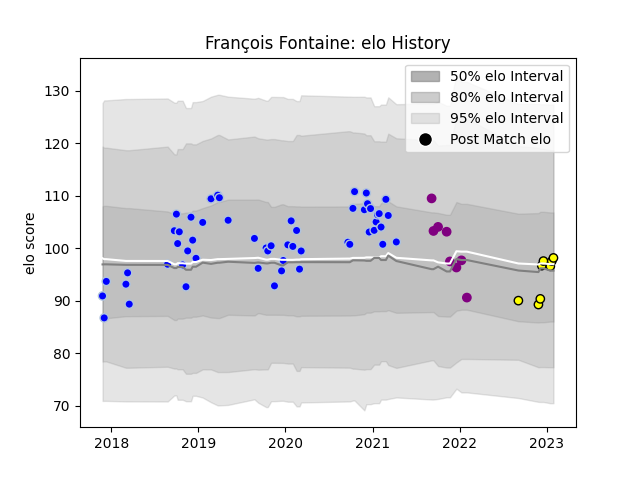 François Fontaine: elo History
50% elo Interval
80% elo Interval
95% elo Interval
Post Match elo
elo score
130
120
110
100
90
80
70
2018
2019
2020
2021
2022
2023